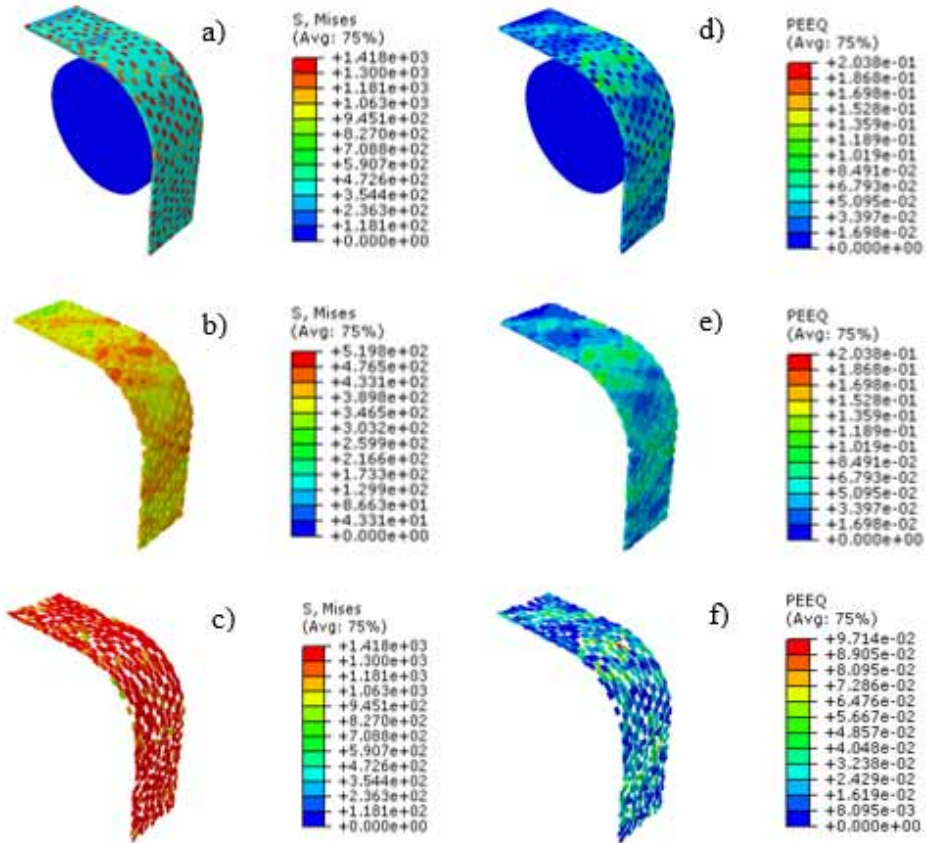 a)
S, Mises
(Avg: 75%)
+1.418e+03
+1.300e+03
+1.181e+03
+1.063e+03
+9.451e+02
+8.270e+02
+7.088e+02
+5.907e+02
+4.726e+02
+3.544e+02
+2.363e+02
+1.181e+02
+0.000e+00
d)
PEEQ
(Avg: 75%)
+2.038e-01
+1.868e-01
+1.698e-01
+1.528e-01
+1.359e-01
+1.189e-01
+1.019e-01
+8.491e-02
+6.793e-02
+5.095e-02
+3.397e-02
+1.698e-02
+0.000e+00
b)
S, Mises
(Avg: 75%)
+5.198e+02
+4.765e+02
+4.331e+02
+3.898e+02
+3.465e+02
+3.032e+02
+2.599e+02
+2.166e+02
+1.733e+02
+1.299e+02
+8.663e+01
+4.331e+01
+0.000e+00
e)
PEEQ
(Avg: 75%)
+2.038e-01
+1.868e-01
+1.698e-01
+1.528e-01
+1.359e-01
+1.189e-01
+1.019e-01
+8.491e-02
+6.793e-02
+5.095e-02
+3.397e-02
+1.698e-02
+0.000e+00
c)
S, Mises
(Avg: 75%)
+1.418e+03
+1.300e+03
+1.181e+03
+1.063e+03
+9.451e+02
+8.270e+02
+7.088e+02
+5.907e+02
+4.726e+02
+3.544e+02
+2.363e+02
+1.181e+02
+0.000e+00
f)
PEEQ
(Avg: 75%)
+9.714e-02
+8.905e-02
+8.095e-02
+7.286e-02
+6.476e-02
+5.667e-02
+4.857e-02
+4.048e-02
+3.238e-02
+2.429e-02
+1.619e-02
+8.095e-03
+0.000e+00